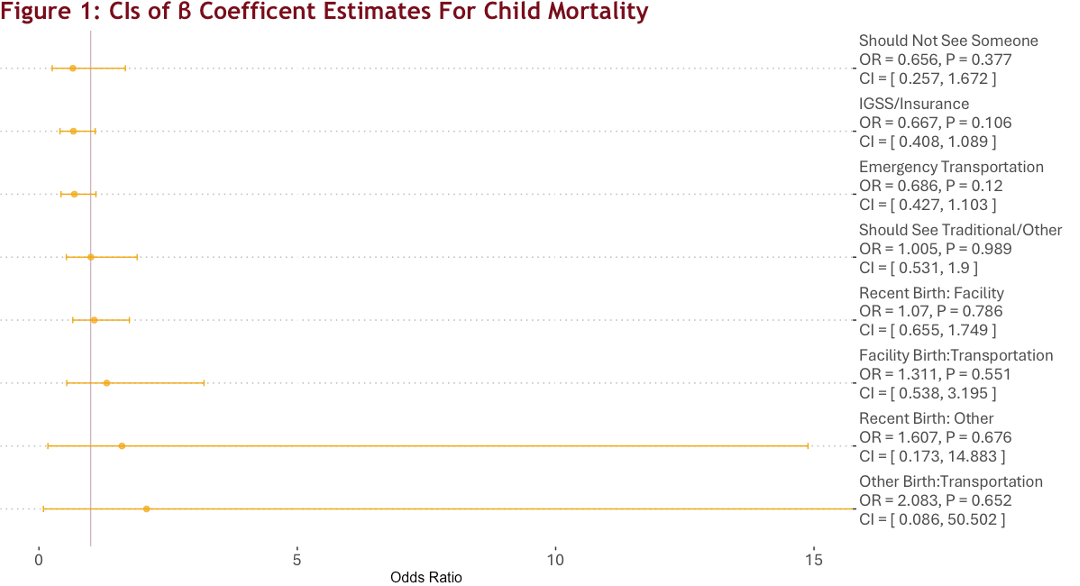 Figure 1: CIs of ß Coefficent Estimates For Child Mortality
Should Not See Someone
OR = 0.656, P = 0.377
CI = [ 0.257, 1.672 ]
IGSS/Insurance
OR = 0.667, P = 0.106
CI = [ 0.408, 1.089 ]
Emergency Transportation
OR = 0.686, P = 0.12
CI = [ 0.427, 1.103 ]
Should See Traditional/Other
OR = 1.005, P = 0.989
CI = [ 0.531, 1.9 ]
Recent Birth: Facility
OR = 1.07, P = 0.786
CI = [ 0.655, 1.749 ]
Facility Birth:Transportation
OR = 1.311, P = 0.551
CI = [ 0.538, 3.195 ]
Recent Birth: Other
OR = 1.607, P = 0.676
CI = [ 0.173, 14.883 ]
Other Birth:Transportation
OR = 2.083, P = 0.652
CI = [ 0.086, 50.502 ]
0 5 10 15
Odds Ratio